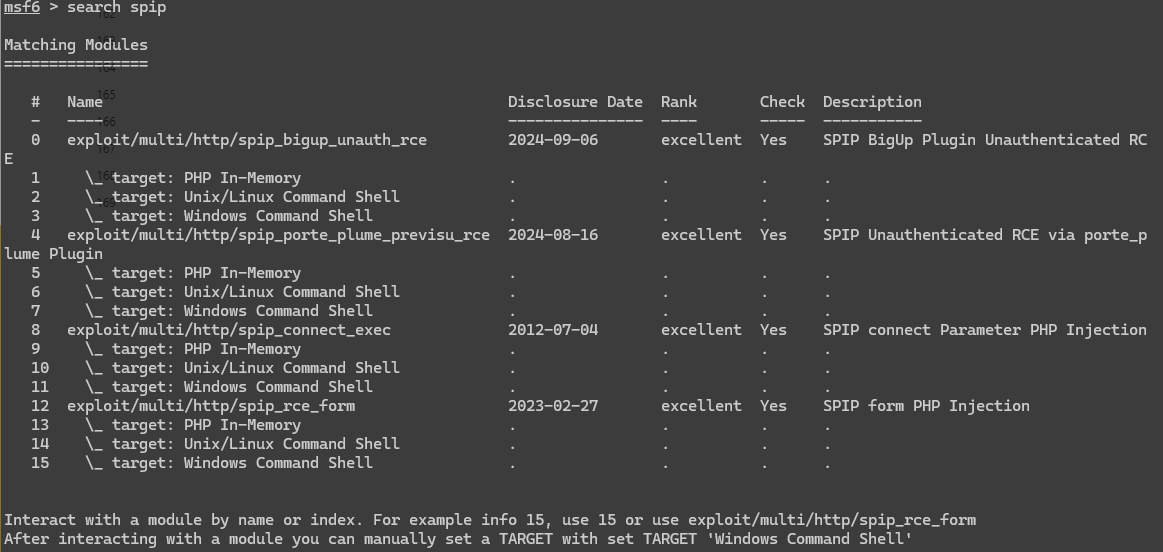 msf6 > search spip
Matching Modules
================
# Name Disclosure Date Rank Check Description
- ---- --------------- ---- ----- -----------
0 exploit/multi/http/spip_bigup_unauth_rce 2024-09-06 excellent Yes SPIP BigUp Plugin Unauthenticated RC
E
1 \_ target: PHP In-Memory . . . .
2 \_ target: Unix/Linux Command Shell . . . .
3 \_ target: Windows Command Shell . . . .
4 exploit/multi/http/spip_porte_plume_previsu_rce 2024-08-16 excellent Yes SPIP Unauthenticated RCE via porte_p
lume Plugin
5 \_ target: PHP In-Memory . . . .
6 \_ target: Unix/Linux Command Shell . . . .
7 \_ target: Windows Command Shell . . . .
8 exploit/multi/http/spip_connect_exec 2012-07-04 excellent Yes SPIP connect Parameter PHP Injection
9 \_ target: PHP In-Memory . . . .
10 \_ target: Unix/Linux Command Shell . . . .
11 \_ target: Windows Command Shell . . . .
12 exploit/multi/http/spip_rce_form 2023-02-27 excellent Yes SPIP form PHP Injection
13 \_ target: PHP In-Memory . . . .
14 \_ target: Unix/Linux Command Shell . . . .
15 \_ target: Windows Command Shell . . . .
Interact with a module by name or index. For example info 15, use 15 or use exploit/multi/http/spip_rce_form
After interacting with a module you can manually set a TARGET with set TARGET 'Windows Command Shell'